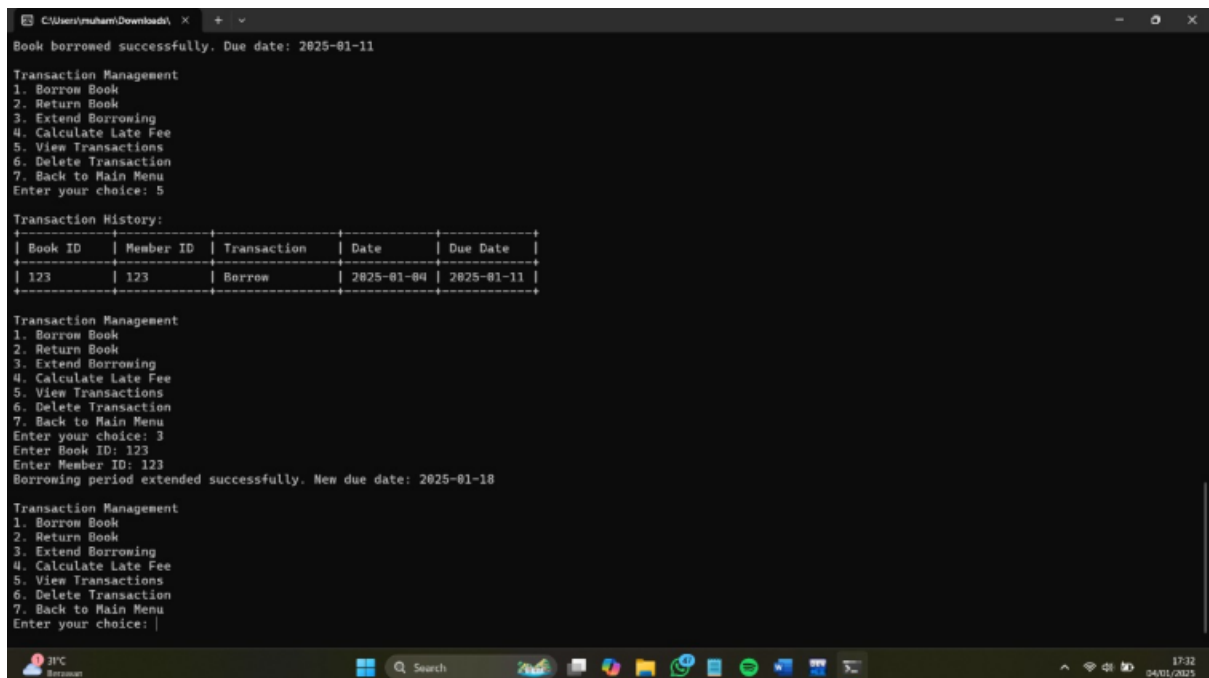 C:\Users\muham\Downloads\
Book borrowed successfully. Due date: 2025-01-11
Transaction Management
1. Borrow Book
2. Return Book
3. Extend Borrowing
4. Calculate Late Fee
5. View Transactions
6. Delete Transaction
7. Back to Main Menu
Enter your choice: 5
Transaction History:
+------------+------------+----------------+------------+------------+
| Book ID | Member ID | Transaction | Date | Due Date |
+------------+------------+----------------+------------+------------+
| 123 | 123 | Borrow | 2025-01-04 | 2025-01-11 |
+------------+------------+----------------+------------+------------+
Transaction Management
1. Borrow Book
2. Return Book
3. Extend Borrowing
4. Calculate Late Fee
5. View Transactions
6. Delete Transaction
7. Back to Main Menu
Enter your choice: 3
Enter Book ID: 123
Enter Member ID: 123
Borrowing period extended successfully. New due date: 2025-01-18
Transaction Management
1. Borrow Book
2. Return Book
3. Extend Borrowing
4. Calculate Late Fee
5. View Transactions
6. Delete Transaction
7. Back to Main Menu
Enter your choice:
31°C
Berawan
Search
17:32
04/01/2025